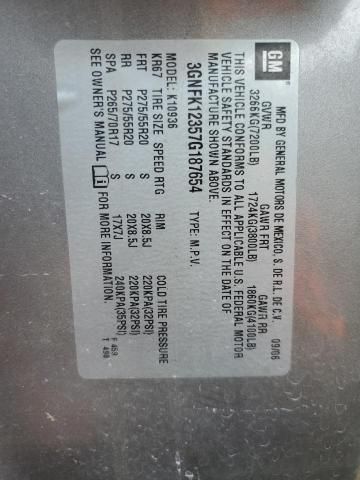 GM
MFD BY GENERAL MOTORS DE MEXICO, S. DE R.L. DE C.V.
09/06
GVWR GAWR FRT GAWR RR
3266KG(7200LB) 1724KG(3800LB) 1860KG(4100LB)
THIS VEHICLE CONFORMS TO ALL APPLICABLE U.S. FEDERAL MOTOR
VEHICLE SAFETY STANDARDS IN EFFECT ON THE DATE OF
MANUFACTURE SHOWN ABOVE.
3GNFK12357G187654 TYPE: M.P.V.
MODEL: K10936
KR67 TIRE SIZE SPEED RTG RIM COLD TIRE PRESSURE
FRT P275/55R20 S 20X8.5J 220KPA(32PSI)
RR P275/55R20 S 20X8.5J 220KPA(32PSI)
SPA P265/70R17 S 17X7J 240KPA(35PSI)
SEE OWNER'S MANUAL i FOR MORE INFORMATION.
F 459
T 498